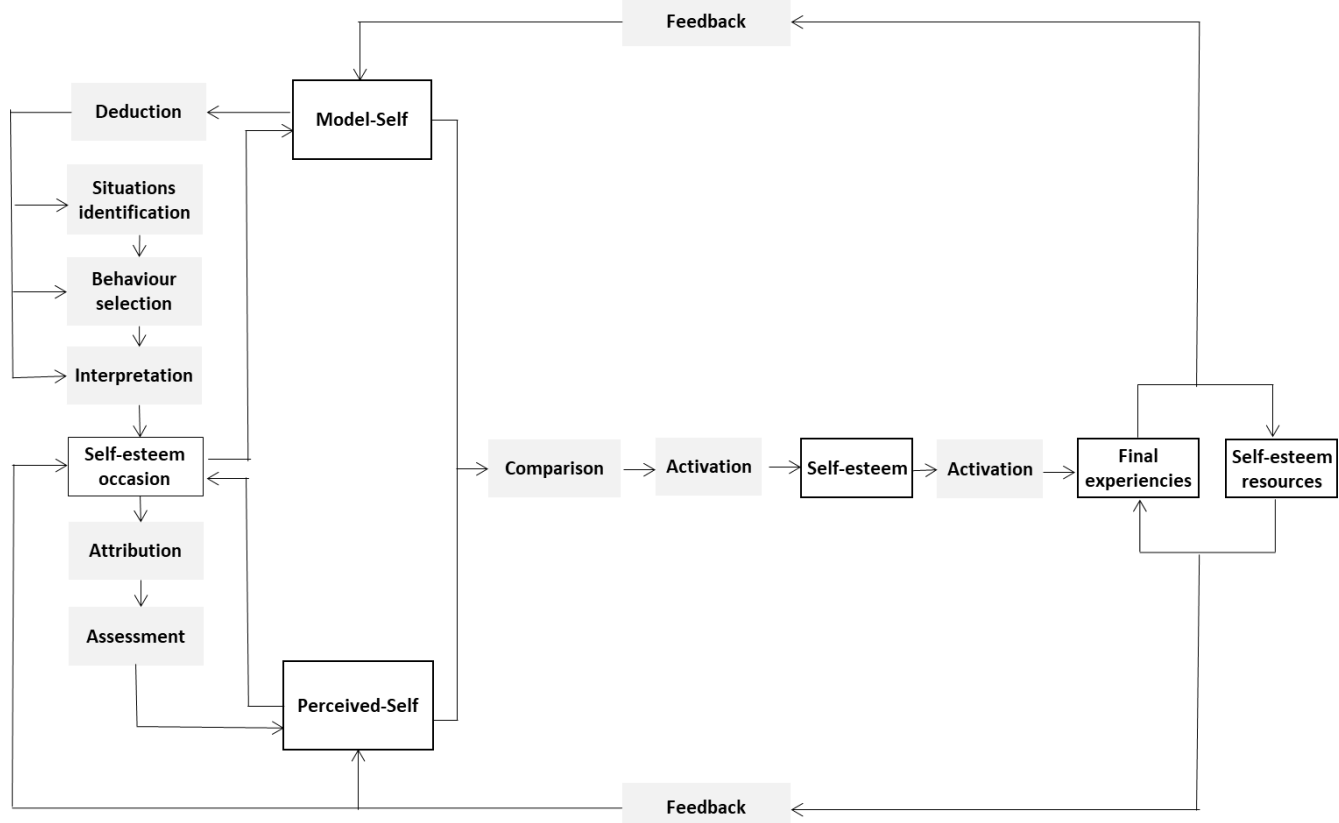 Feedback
Deduction
Model-Self
Situations
identification
Behaviour
selection
Interpretation
Self-esteem
occasion
Comparison
Activation
Self-esteem
Activation
Final
experiencies
Self-esteem
resources
Attribution
Assessment
Perceived-Self
Feedback